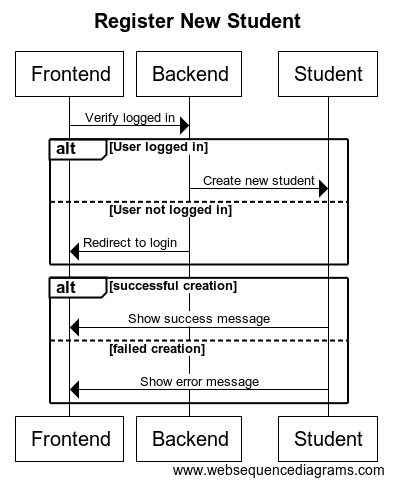 Register New Student
Frontend Backend Student
Verify logged in
alt [User logged in]
Create new student
[User not logged in]
Redirect to login
alt [successful creation]
Show success message
[failed creation]
Show error message
Frontend Backend Student
www.websequencediagrams.com